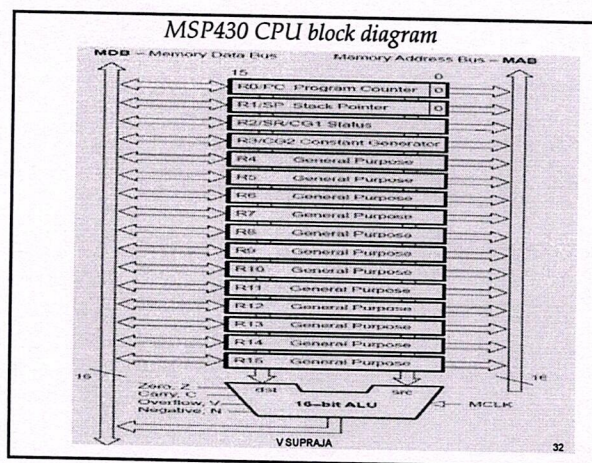 MSP430 CPU block diagram
MDB – Memory Data Bus Memory Address Bus – MAB
15 0
R0/PC Program Counter 0
R1/SP Stack Pointer 0
R2/SR/CG1 Status
R3/CG2 Constant Generator
R4 General Purpose
R5 General Purpose
R6 General Purpose
R7 General Purpose
R8 General Purpose
R9 General Purpose
R10 General Purpose
R11 General Purpose
R12 General Purpose
R13 General Purpose
R14 General Purpose
R15 General Purpose
16 16
Zero, Z
Carry, C
Overflow, V
Negative, N
dst src
16-bit ALU
MCLK
V SUPRAJA
32